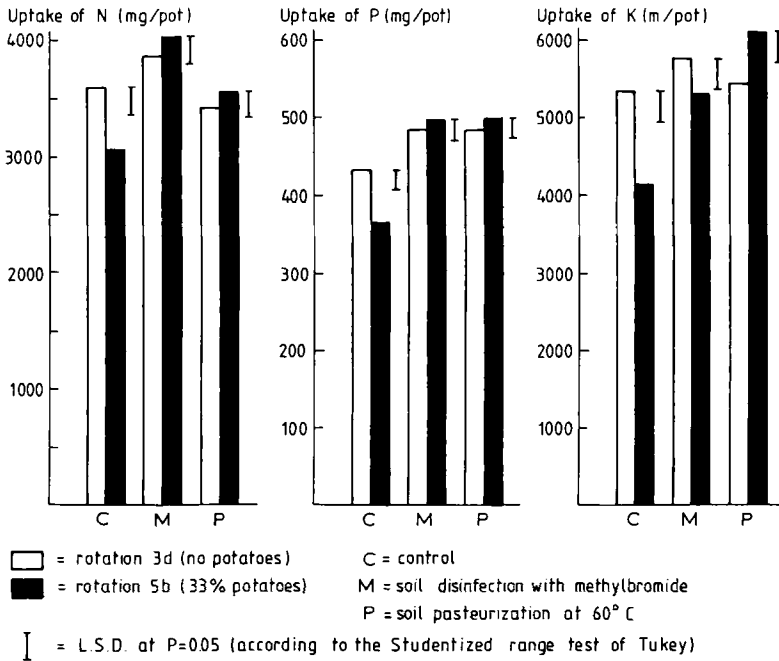 Uptake of N (mg/pot)
4000
3000
2000
1000
C M P
Uptake of P (mg/pot)
600
500
400
300
200
100
C M P
Uptake of K (m/pot)
6000
5000
4000
3000
2000
1000
C M P
= rotation 3d (no potatoes)
= rotation 5b (33% potatoes)
C = control
M = soil disinfection with methylbromide
P = soil pasteurization at 60° C
= L.S.D. at P=0.05 (according to the Studentized range test of Tukey)